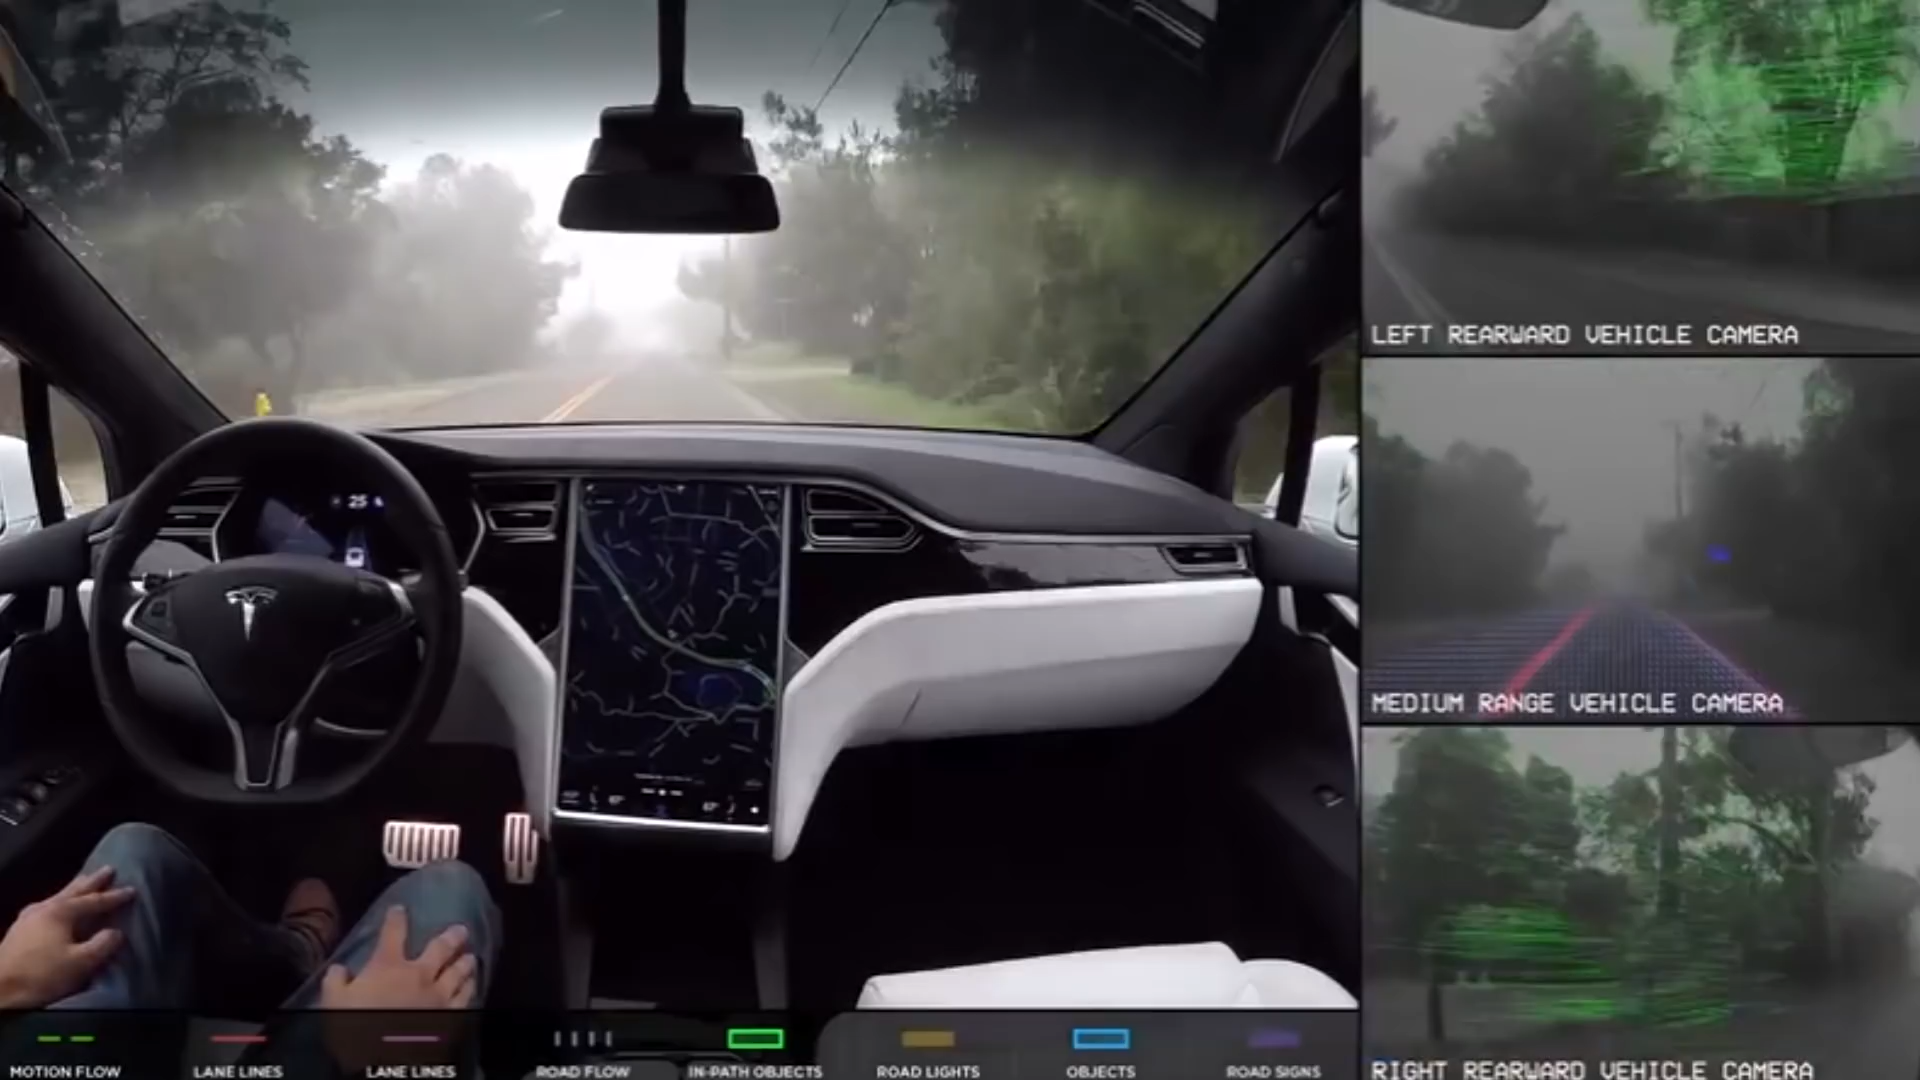 25
LEFT REARWARD VEHICLE CAMERA
MEDIUM RANGE VEHICLE CAMERA
RIGHT REARWARD VEHICLE CAMERA
MOTION FLOW
LANE LINES
LANE LINES
ROAD FLOW
IN-PATH OBJECTS
ROAD LIGHTS
OBJECTS
ROAD SIGNS